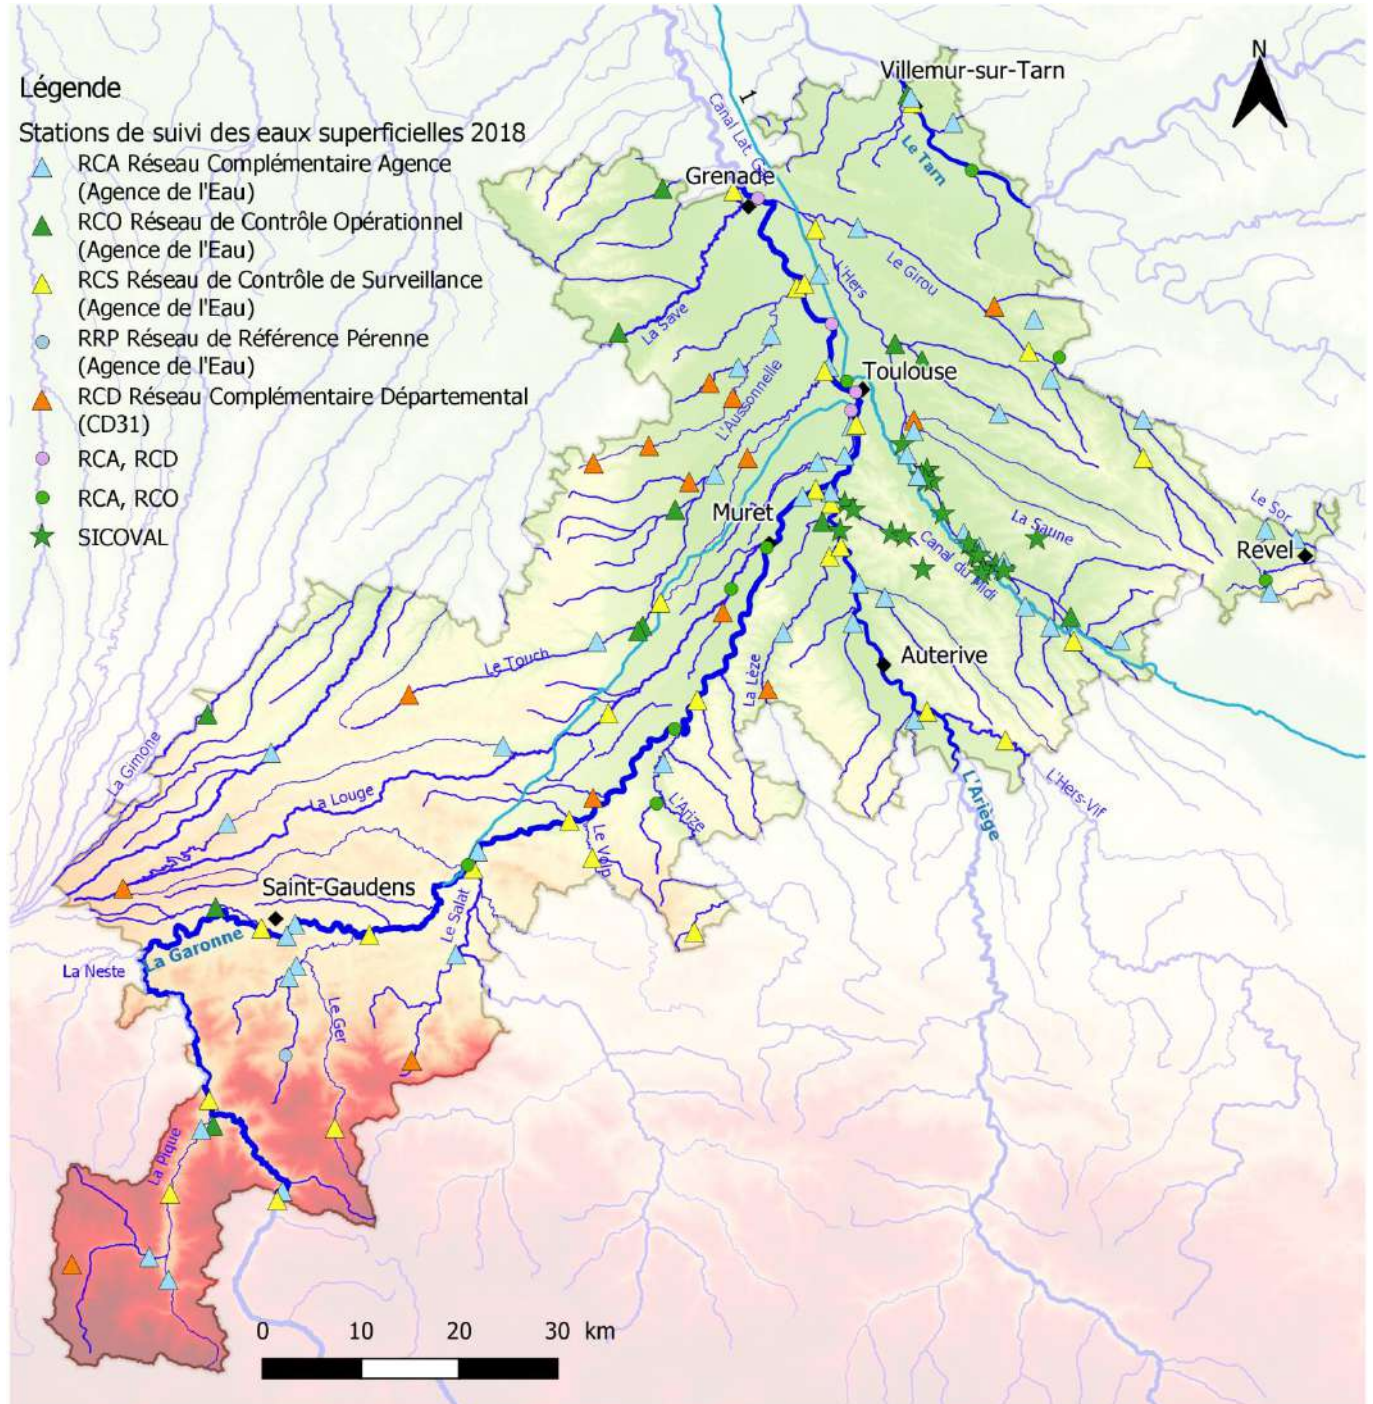 N
Villemur-sur-Tarn
Légende
1
Canal Lat. G
Stations de suivi des eaux superficielles 2018
Le Tarn
RCA Réseau Complémentaire Agence
(Agence de l'Eau)
Grenade
RCO Réseau de Contrôle Opérationnel
(Agence de l'Eau)
RCS Réseau de Contrôle de Surveillance
(Agence de l'Eau)
L'Hers
Le Girou
La Save
RRP Réseau de Référence Pérenne
(Agence de l'Eau)
Toulouse
RCD Réseau Complémentaire Départemental
(CD31)
L'Aussonnelle
RCA, RCD
RCA, RCO
SICOVAL
Muret
Le Sor
La Saune
Revel
Canal du Midi
Auterive
Le Touch
La Lèze
La Gimone
L'Hers-Vif
La Louge
L'Arize
L'Ariège
Le Volp
Saint-Gaudens
Le Salat
La Garonne
La Neste
Le Ger
La Pique
0 10 20 30 km